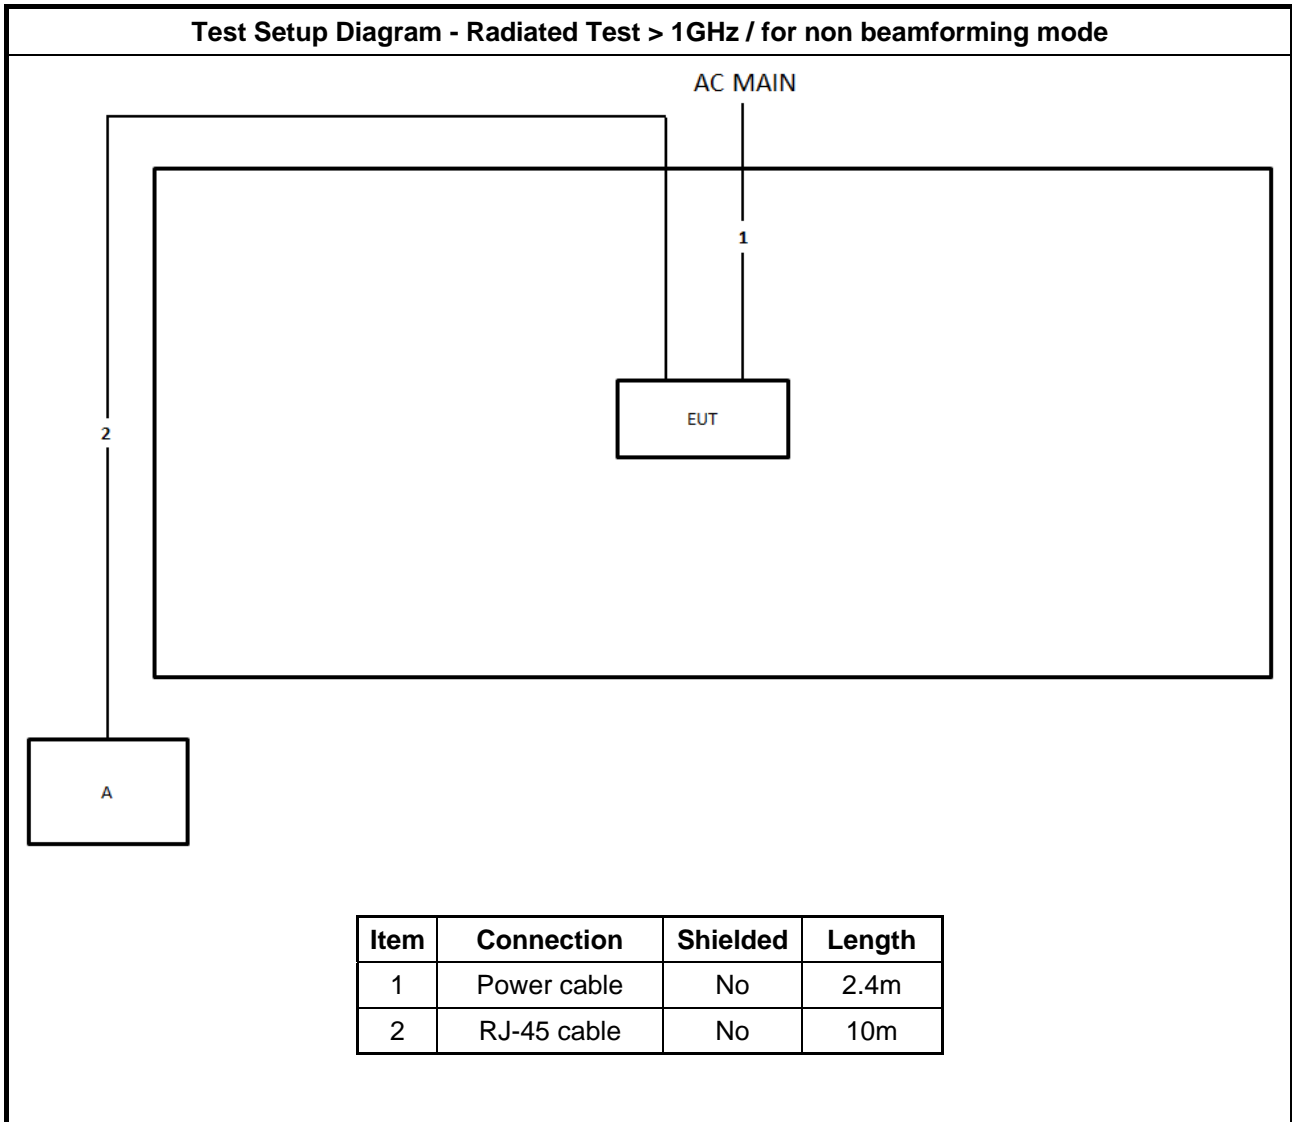 Test Setup Diagram - Radiated Test > 1GHz / for non beamforming mode
AC MAIN
1
EUT
2
A
Item Connection Shielded Length
1 Power cable No 2.4m
2 RJ-45 cable No 10m